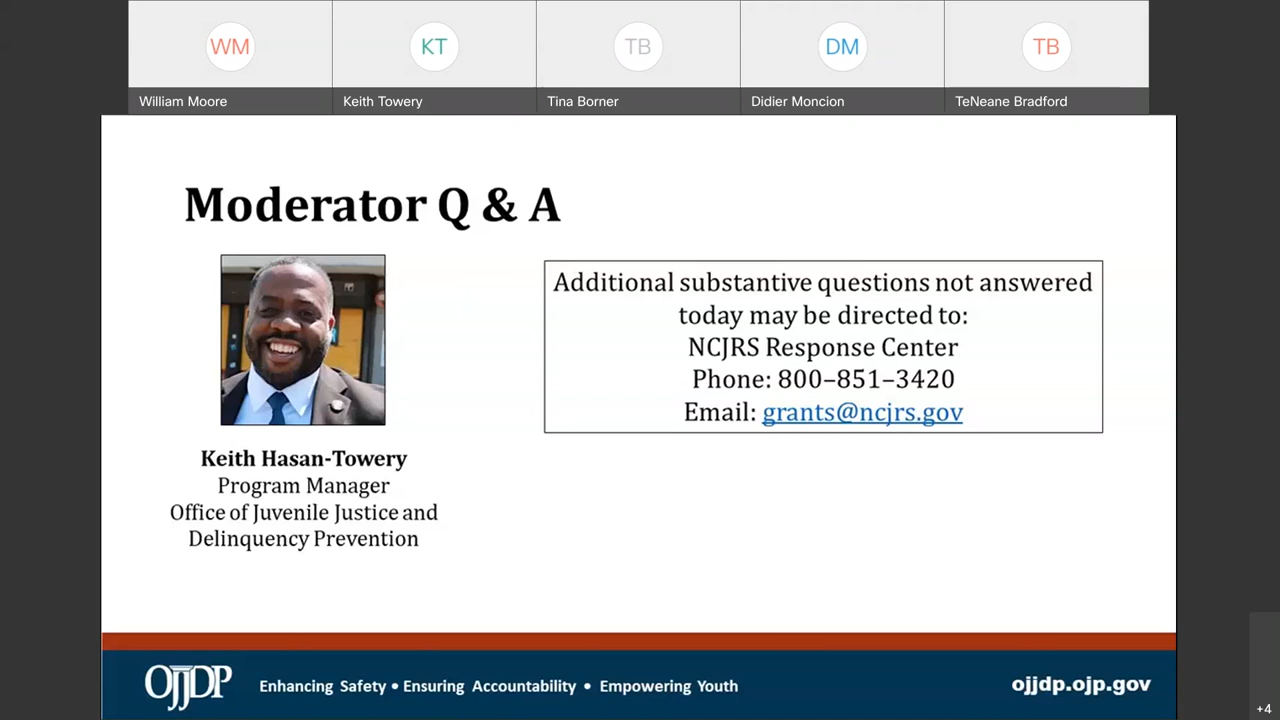 WM KT TB DM TB
William Moore Keith Towery Tina Borner Didier Moncion TeNeane Bradford
Moderator Q & A
Keith Hasan-Towery
Program Manager
Office of Juvenile Justice and
Delinquency Prevention
Additional substantive questions not answered
today may be directed to:
NCJRS Response Center
Phone: 800–851–3420
Email: grants@ncjrs.gov
OJJDP Enhancing Safety • Ensuring Accountability • Empowering Youth ojjdp.ojp.gov
+4